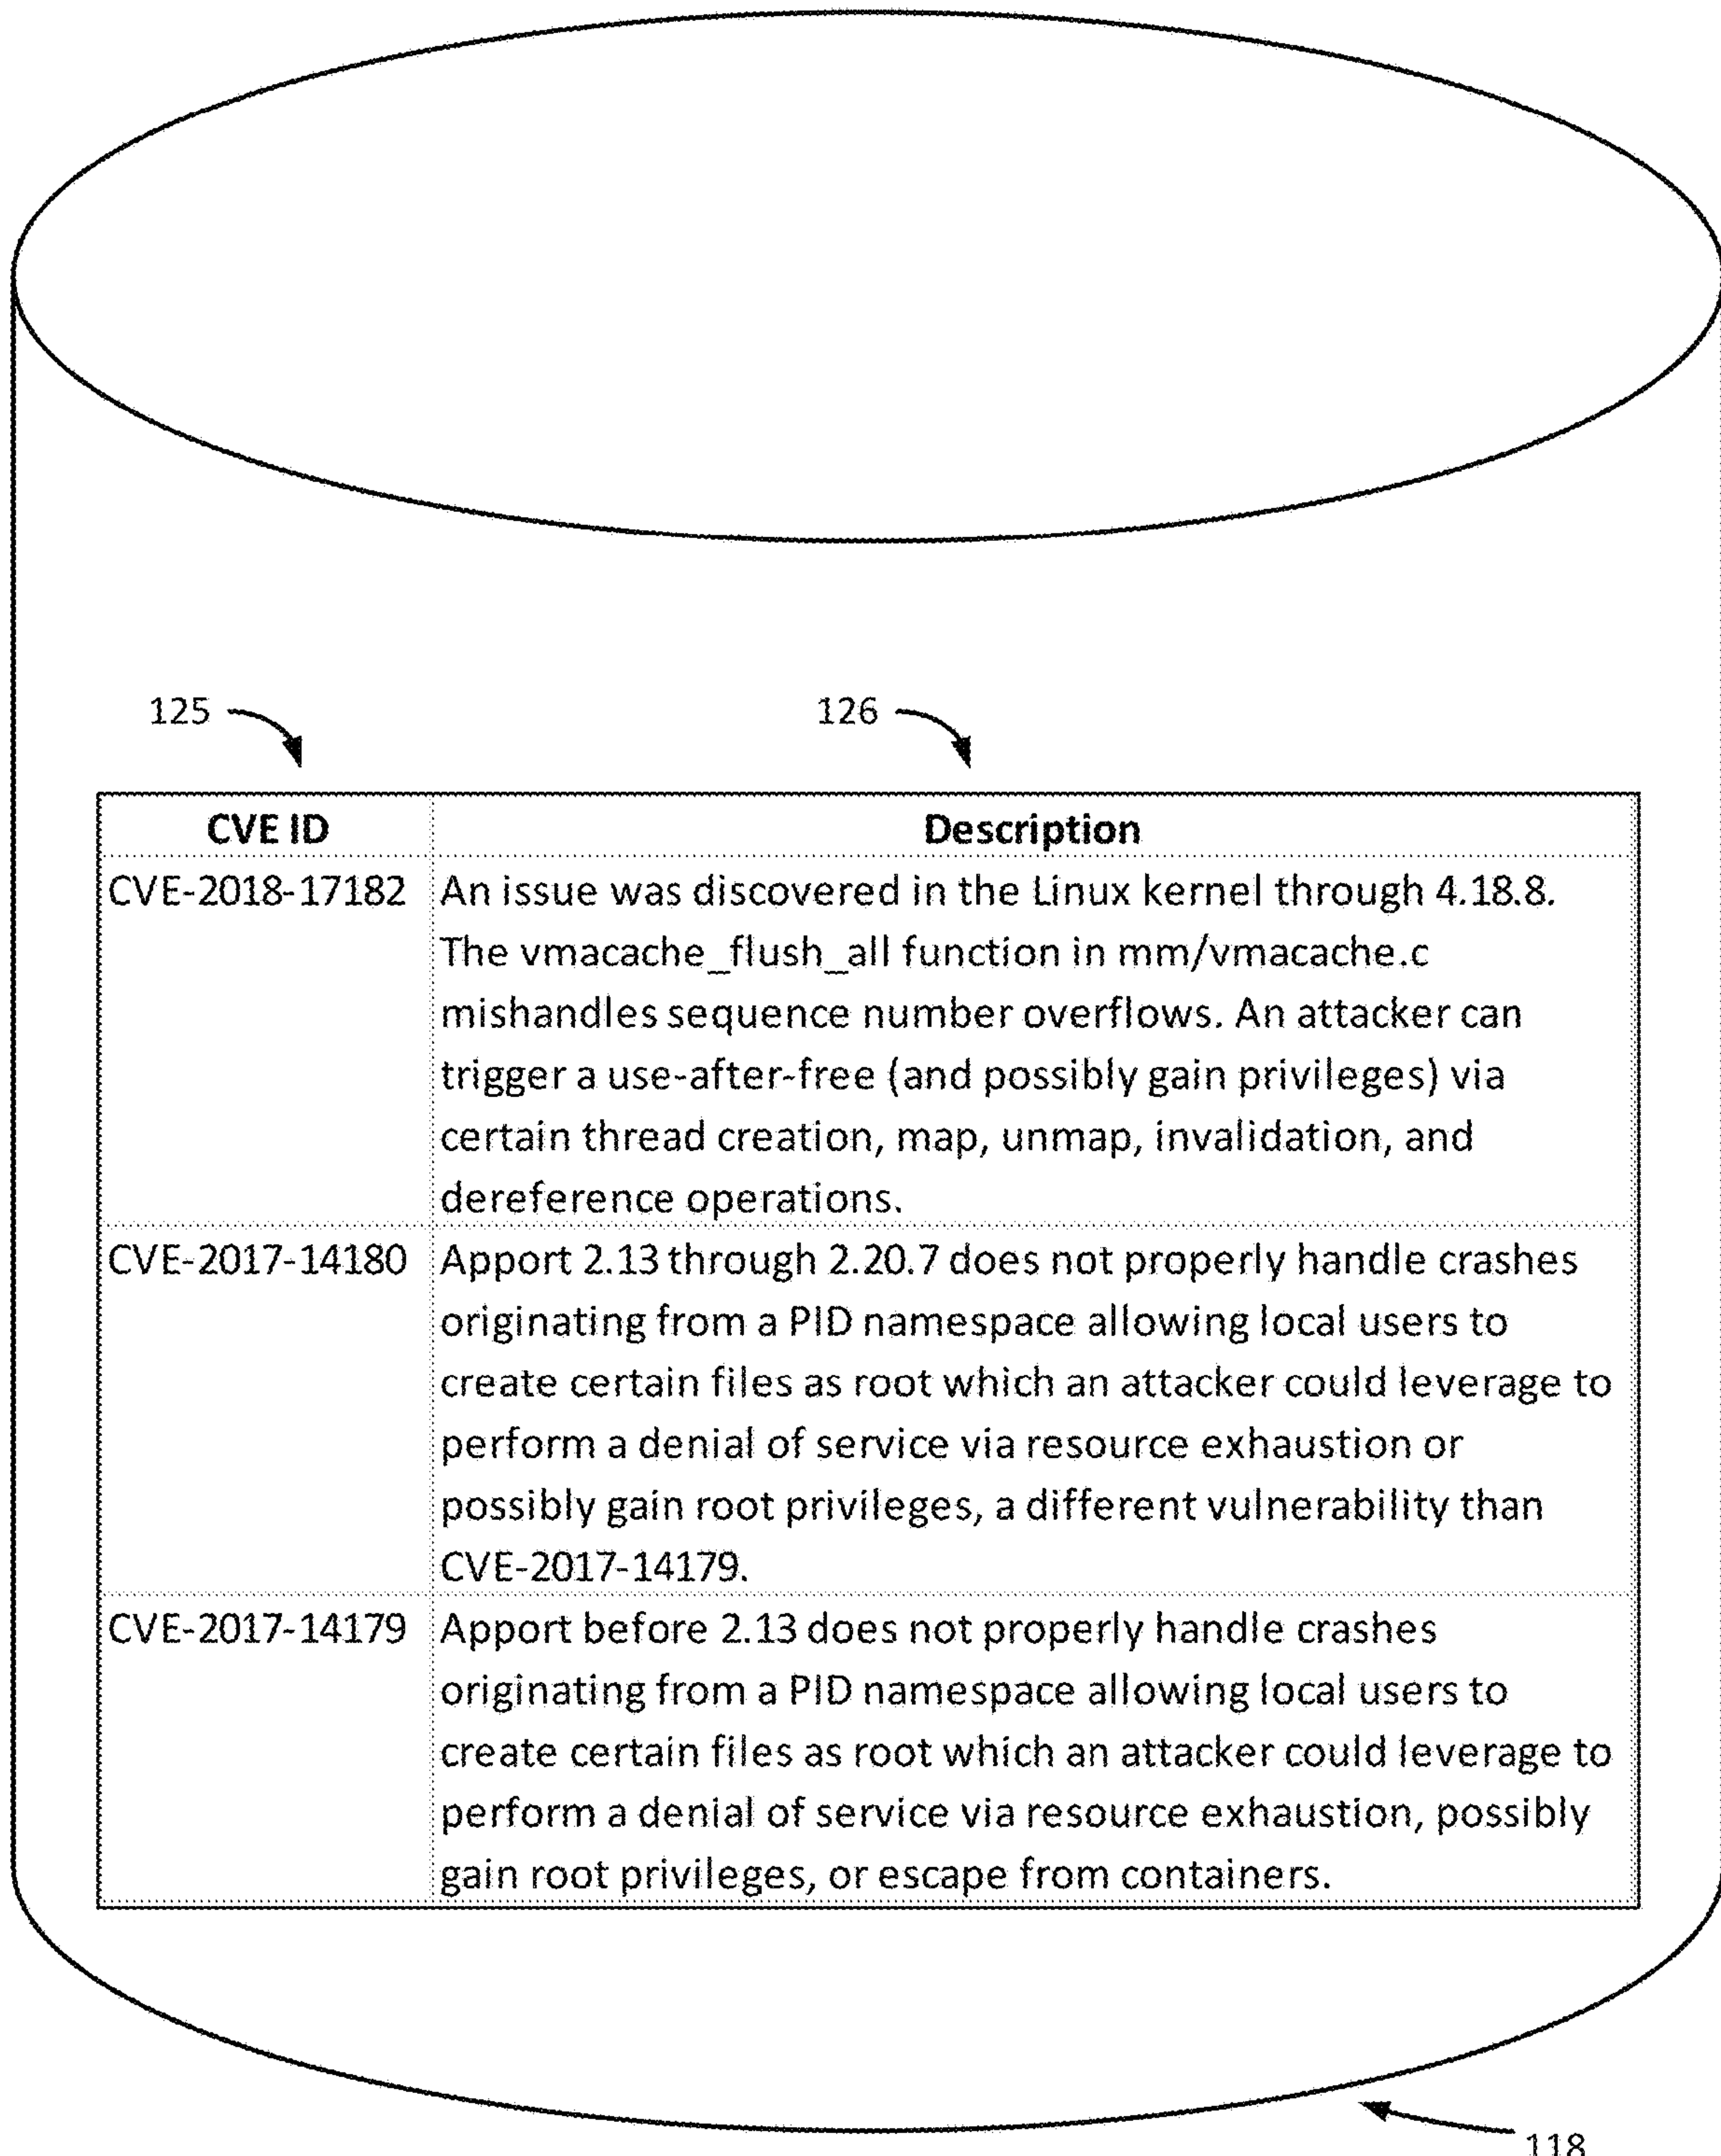 125
126
CVE ID
Description
CVE-2018-17182
An issue was discovered in the Linux kernel through 4.18.8.
The vmacache_flush_all function in mm/vmacache.c
mishandles sequence number overflows. An attacker can
trigger a use-after-free (and possibly gain privileges) via
certain thread creation, map, unmap, invalidation, and
dereference operations.
CVE-2017-14180
Apport 2.13 through 2.20.7 does not properly handle crashes
originating from a PID namespace allowing local users to
create certain files as root which an attacker could leverage to
perform a denial of service via resource exhaustion or
possibly gain root privileges, a different vulnerability than
CVE-2017-14179.
CVE-2017-14179
Apport before 2.13 does not properly handle crashes
originating from a PID namespace allowing local users to
create certain files as root which an attacker could leverage to
perform a denial of service via resource exhaustion, possibly
gain root privileges, or escape from containers.
118